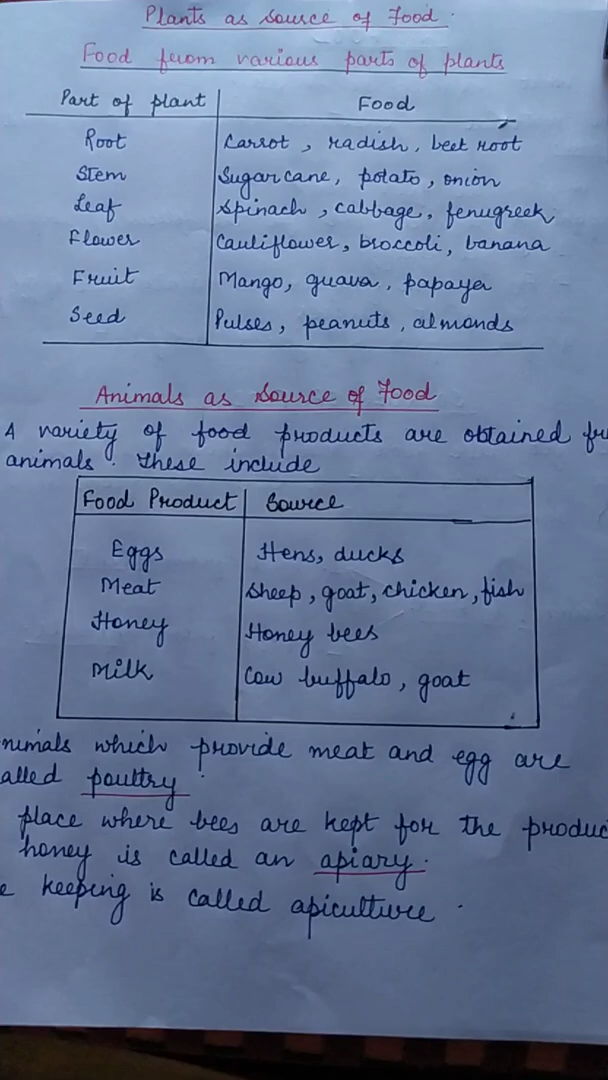 Plants as source of Food.
Food from various parts of plants
Part of plant Food
Root Carrot, radish, beet root
Stem Sugarcane, potato, onion
Leaf Spinach, cabbage, fenugreek
Flower Cauliflower, broccoli, banana
Fruit Mango, guava, papaya
Seed Pulses, peanuts, almonds
Animals as source of Food
A variety of food products are obtained fr
animals. These include
Food Product Source
Eggs Hens, ducks
Meat Sheep, goat, chicken, fish
Honey Honey bees
Milk Cow buffalo, goat
nimals which provide meat and egg are
alled poultry.
place where bees are kept for the produc
honey is called an apiary.
e keeping is called apiculture.